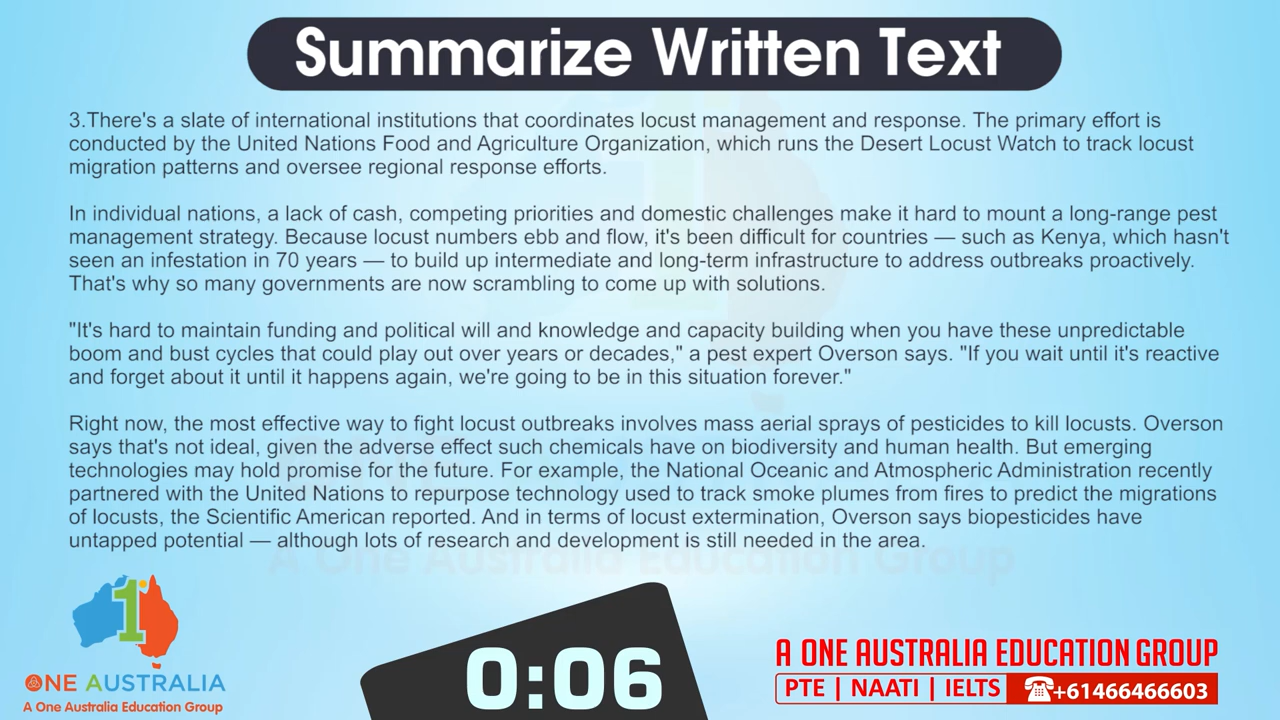 Summarize Written Text
3.There's a slate of international institutions that coordinates locust management and response. The primary effort is
conducted by the United Nations Food and Agriculture Organization, which runs the Desert Locust Watch to track locust
migration patterns and oversee regional response efforts.
In individual nations, a lack of cash, competing priorities and domestic challenges make it hard to mount a long-range pest
management strategy. Because locust numbers ebb and flow, it's been difficult for countries — such as Kenya, which hasn't
seen an infestation in 70 years — to build up intermediate and long-term infrastructure to address outbreaks proactively.
That's why so many governments are now scrambling to come up with solutions.
"It's hard to maintain funding and political will and knowledge and capacity building when you have these unpredictable
boom and bust cycles that could play out over years or decades," a pest expert Overson says. "If you wait until it's reactive
and forget about it until it happens again, we're going to be in this situation forever."
Right now, the most effective way to fight locust outbreaks involves mass aerial sprays of pesticides to kill locusts. Overson
says that's not ideal, given the adverse effect such chemicals have on biodiversity and human health. But emerging
technologies may hold promise for the future. For example, the National Oceanic and Atmospheric Administration recently
partnered with the United Nations to repurpose technology used to track smoke plumes from fires to predict the migrations
of locusts, the Scientific American reported. And in terms of locust extermination, Overson says biopesticides have
untapped potential — although lots of research and development is still needed in the area.
A One Australia Education Group
1
ONE AUSTRALIA
A One Australia Education Group
0:06
A ONE AUSTRALIA EDUCATION GROUP
PTE | NAATI | IELTS +61466466603